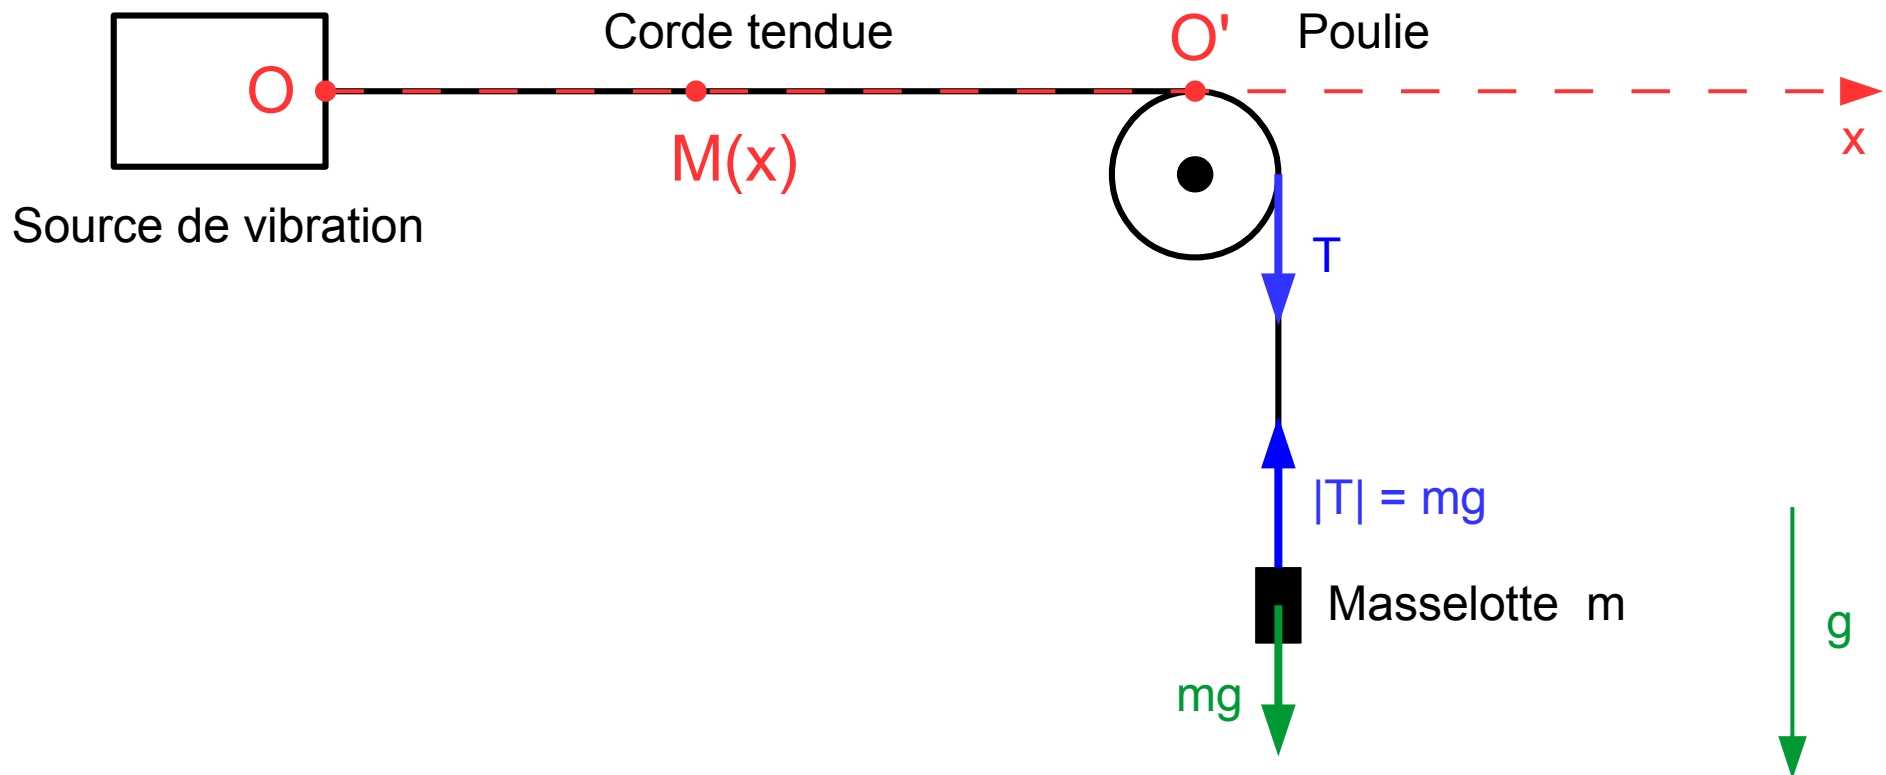 Corde tendue
O'
Poulie
O
M(x)
x
Source de vibration
T
|T| = mg
Masselotte m
g
mg